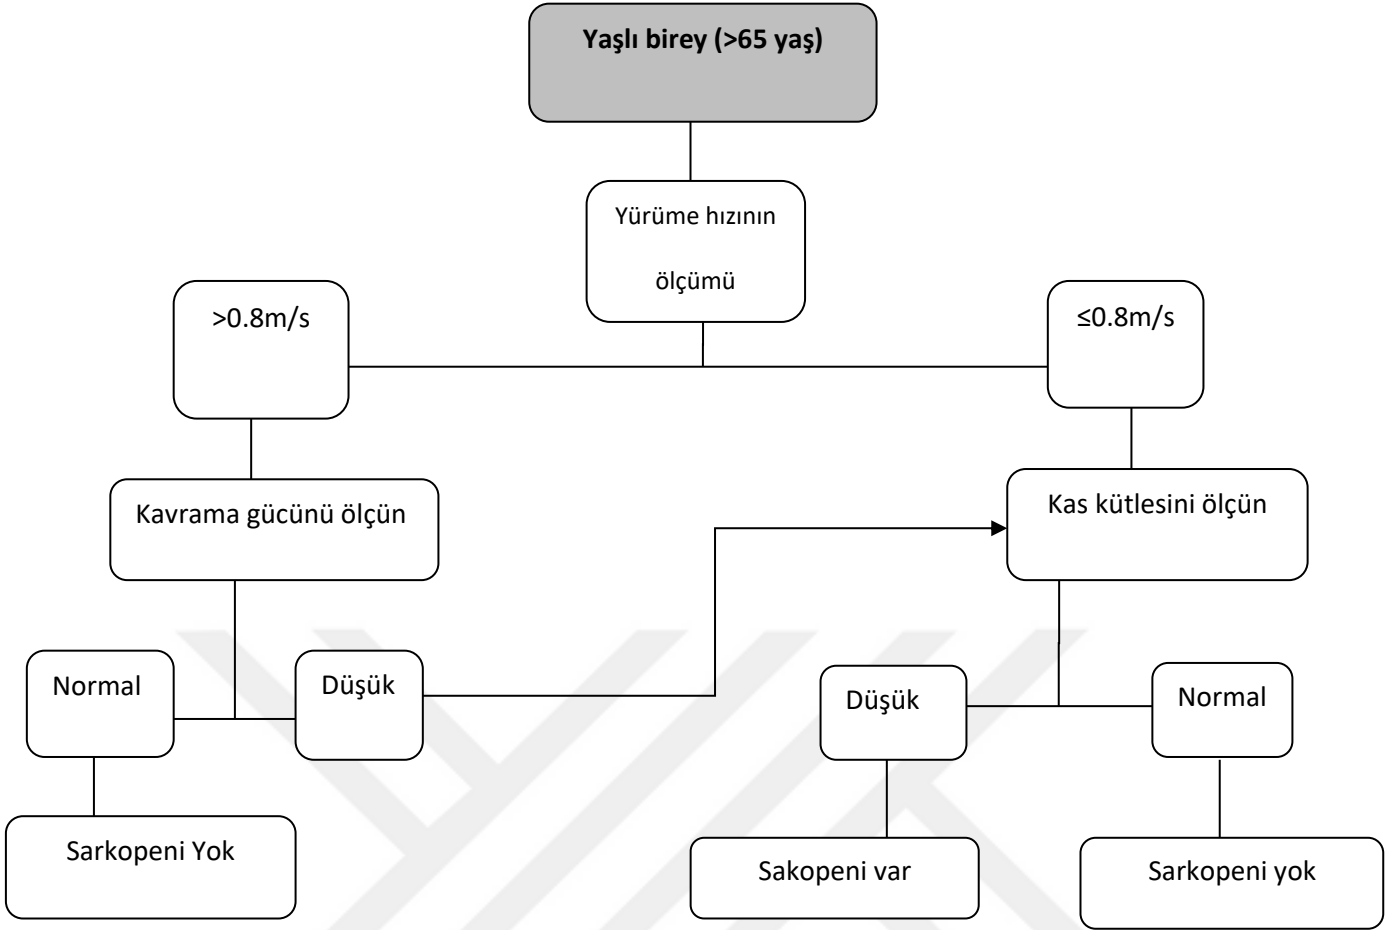 Yaşlı birey (>65 yaş)
Yürüme hızının
ölçümü
>0.8m/s
≤0.8m/s
Kavrama gücünü ölçün
Kas kütlesini ölçün
Normal
Düşük
Düşük
Normal
Sarkopeni Yok
Sakopeni var
Sarkopeni yok